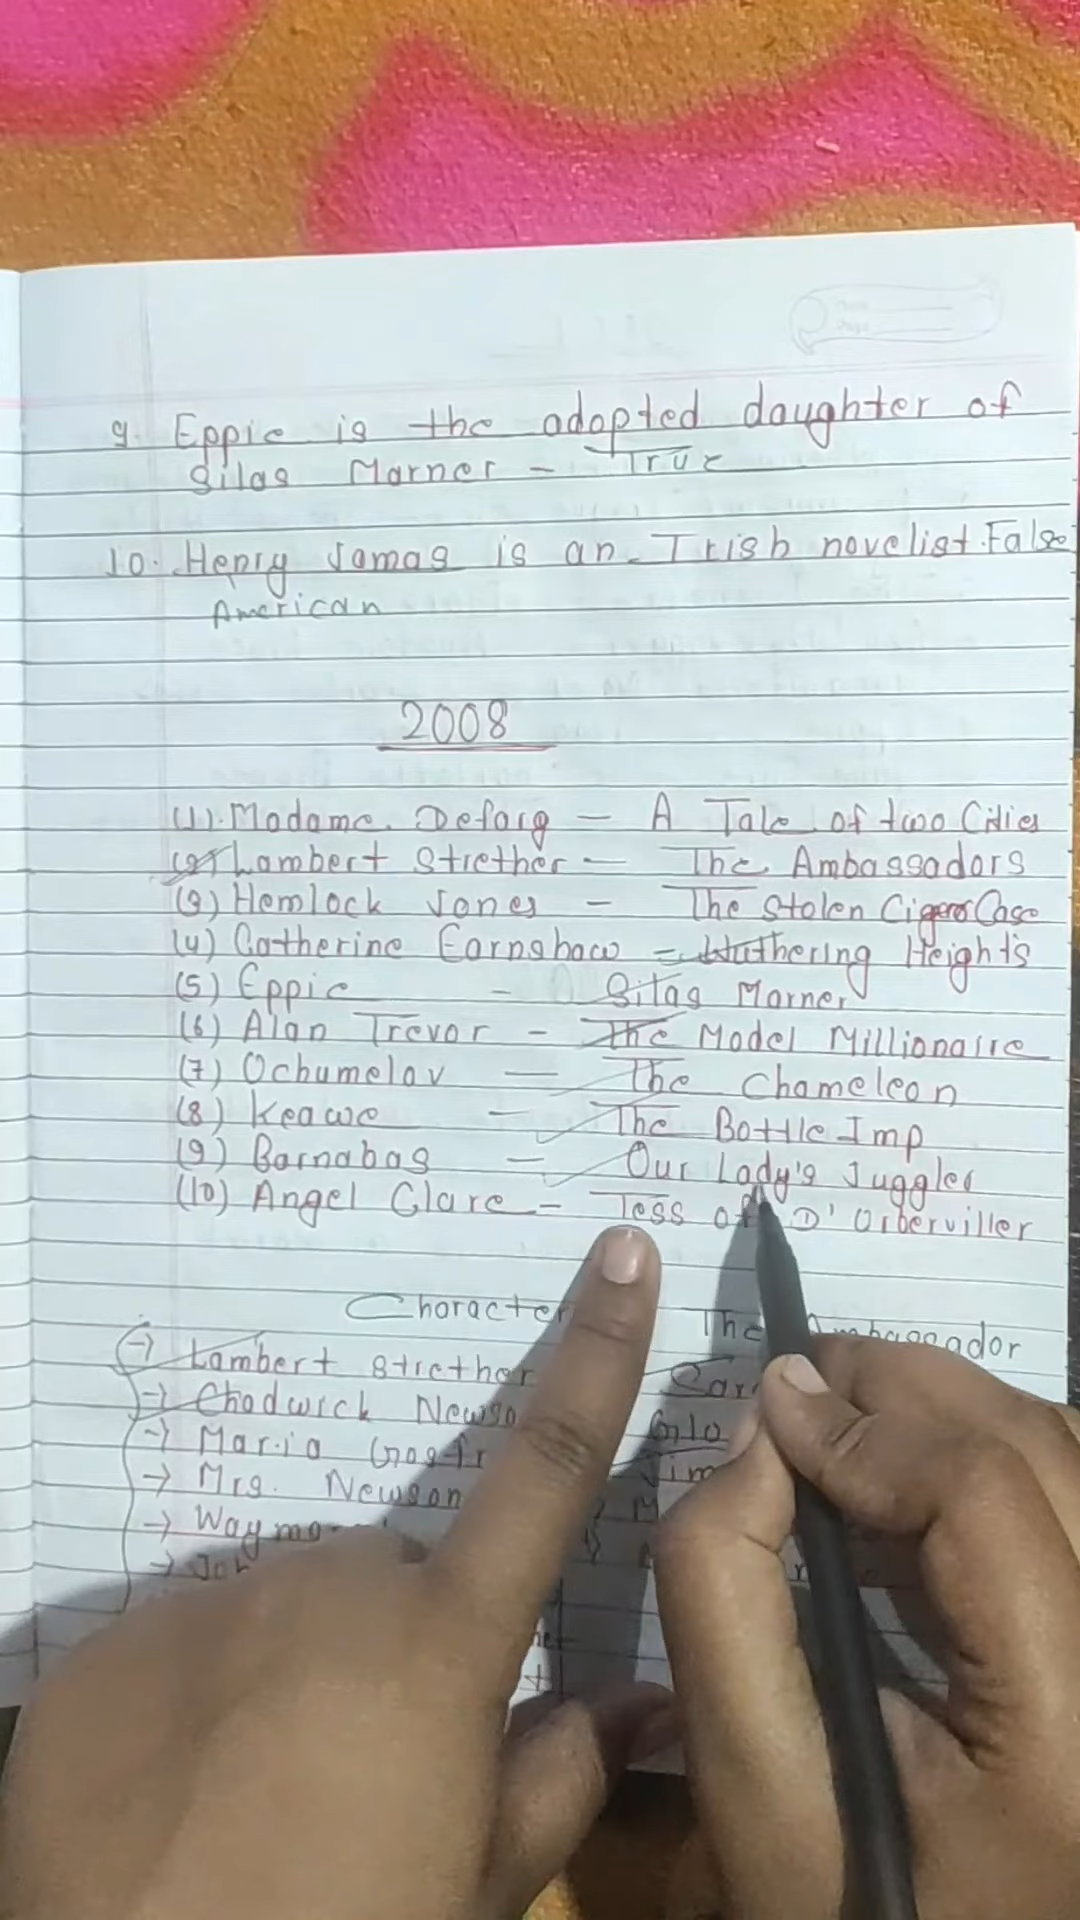 9. Eppie is the adopted daughter of
Silas Marner - True
10. Henry Jamas is an Irish novelist. False
American
2008
(1). Madame Defarg - A Tale of two Cities
(2) Lambert Strether - The Ambassadors
(3) Hemlock Jones - The Stolen Cigar Case
(4) Catherine Earnshaw - Wuthering Heights
(5) Eppie - Silas Marner
(6) Alan Trevor - The Model Millionaire
(7) Ochumelov - The Chameleon
(8) Keawe - The Bottle Imp
(9) Barnabas - Our Lady's Juggler
(10) Angel Clare - Tess of D' Urberviller
Character The Ambassador
→ Lambert Strether
→ Chadwick
→ Maria
→ Mrs. Newson
→